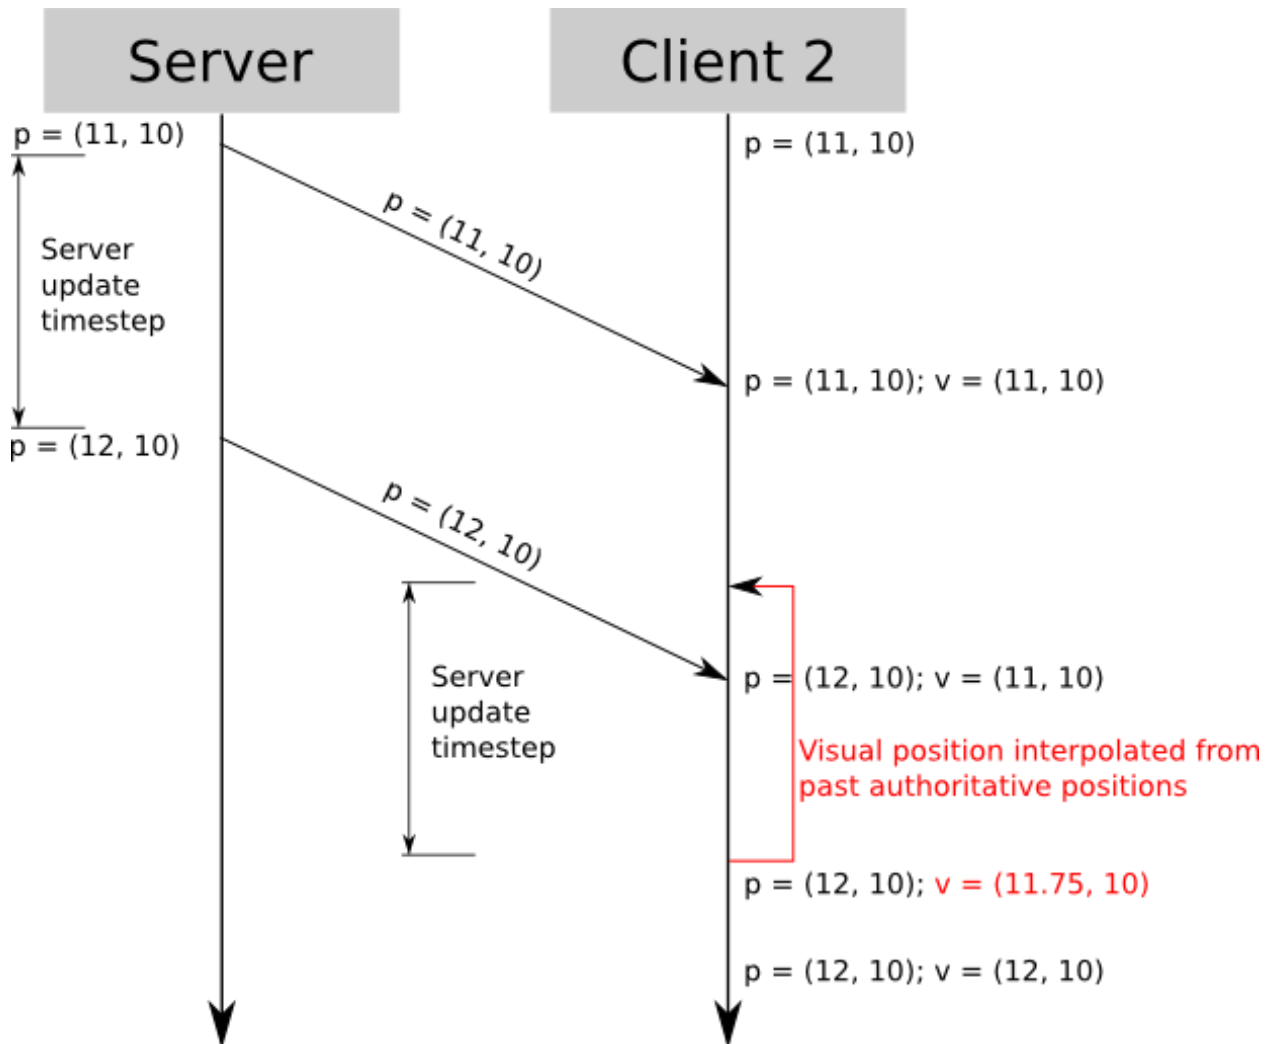 Server
Client 2
p = (11, 10)
p = (11, 10)
p = (11, 10)
Server
update
timestep
p = (11, 10); v = (11, 10)
p = (12, 10)
p = (12, 10)
Server
update
timestep
p = (12, 10); v = (11, 10)
Visual position interpolated from
past authoritative positions
p = (12, 10); v = (11.75, 10)
p = (12, 10); v = (12, 10)